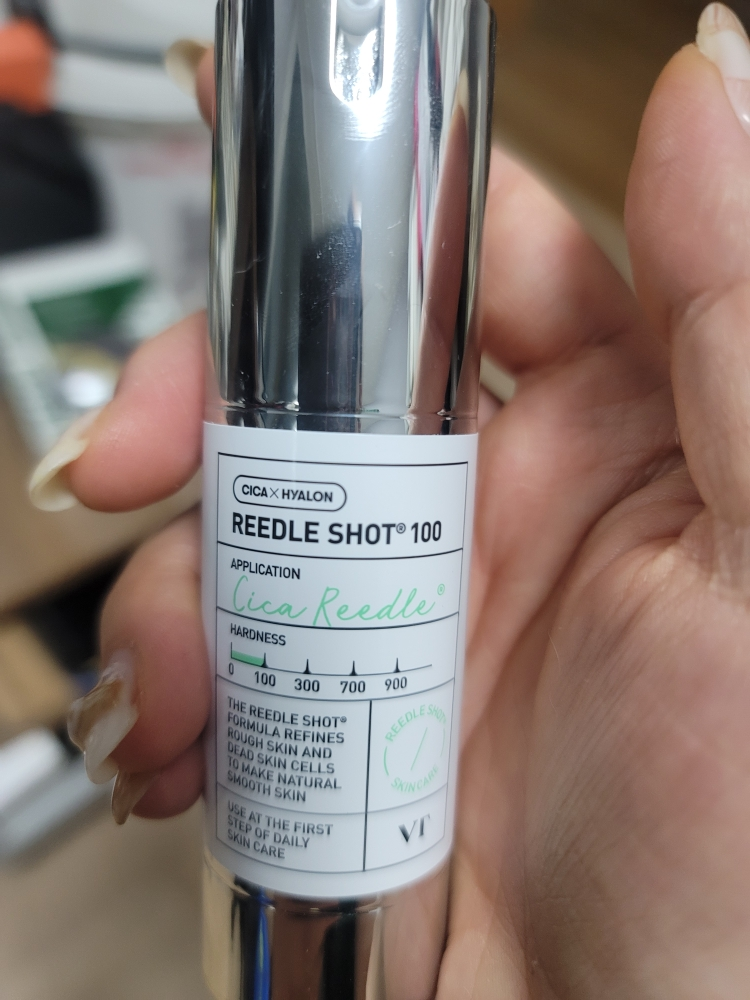 CICA×HYALON
REEDLE SHOT® 100
APPLICATION
Cica Reedle®
HARDNESS
0 100 300 700 900
THE REEDLE SHOT®
FORMULA REFINES
ROUGH SKIN AND
DEAD SKIN CELLS
TO MAKE NATURAL
SMOOTH SKIN
REEDLE SHOT
SKINCARE
USE AT THE FIRST
STEP OF DAILY
SKIN CARE
VT